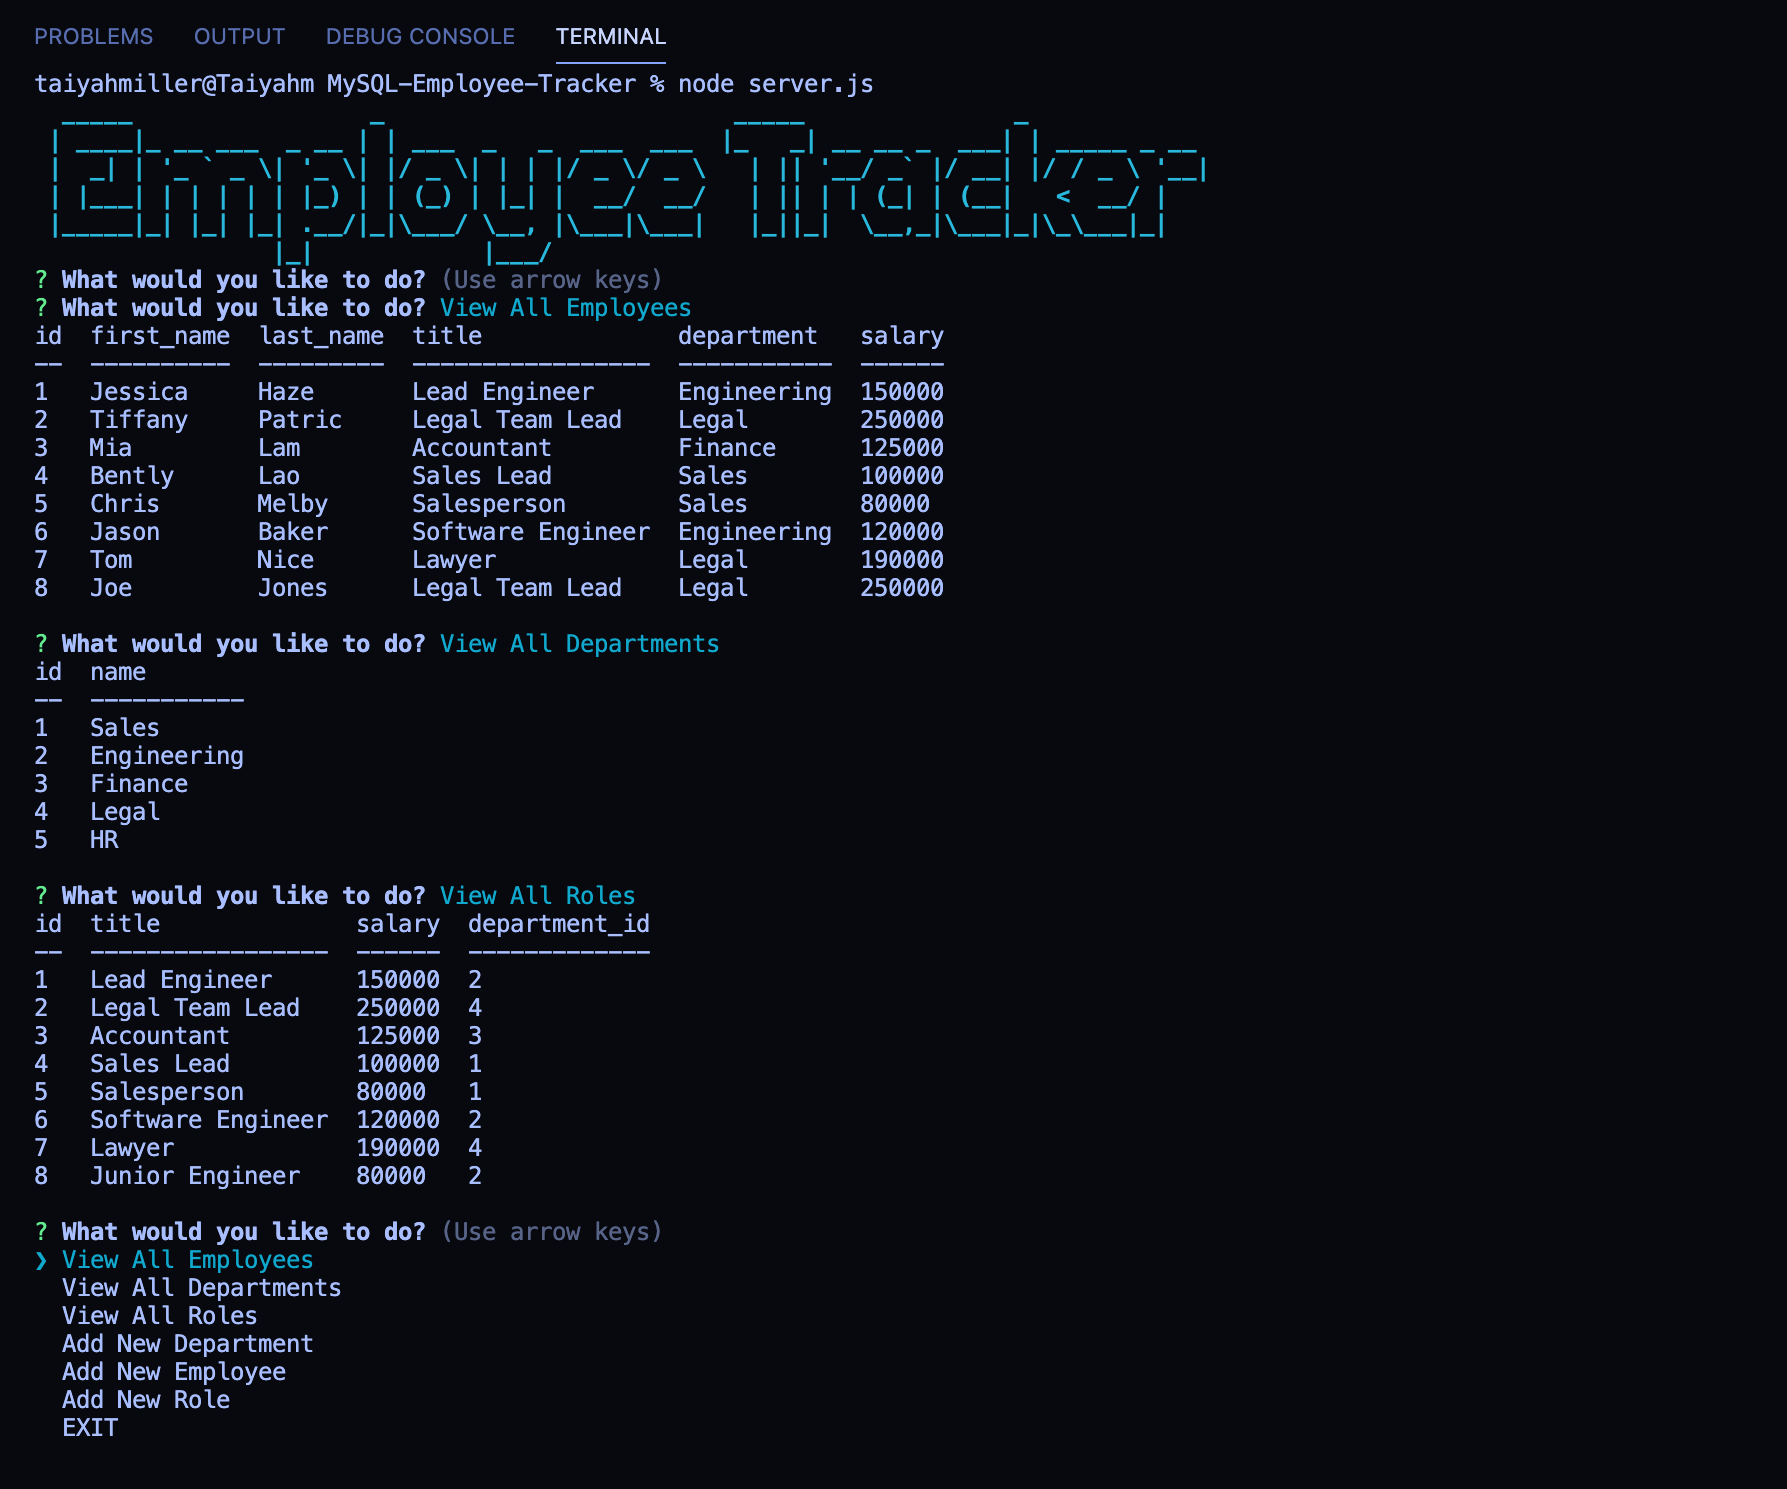 PROBLEMS OUTPUT DEBUG CONSOLE TERMINAL
taiyahmiller@Taiyahm MySQL-Employee-Tracker % node server.js
Employee Tracker
? What would you like to do? (Use arrow keys)
? What would you like to do? View All Employees
id  first_name  last_name  title              department   salary
--  ----------  ---------  -----------------  -----------  ------
1   Jessica     Haze       Lead Engineer      Engineering  150000
2   Tiffany     Patric     Legal Team Lead    Legal        250000
3   Mia         Lam        Accountant         Finance      125000
4   Bently      Lao        Sales Lead         Sales        100000
5   Chris       Melby      Salesperson        Sales        80000
6   Jason       Baker      Software Engineer  Engineering  120000
7   Tom         Nice       Lawyer             Legal        190000
8   Joe         Jones      Legal Team Lead    Legal        250000
? What would you like to do? View All Departments
id  name
--  -----------
1   Sales
2   Engineering
3   Finance
4   Legal
5   HR
? What would you like to do? View All Roles
id  title              salary  department_id
--  -----------------  ------  -------------
1   Lead Engineer      150000  2
2   Legal Team Lead    250000  4
3   Accountant         125000  3
4   Sales Lead         100000  1
5   Salesperson        80000   1
6   Software Engineer  120000  2
7   Lawyer             190000  4
8   Junior Engineer    80000   2
? What would you like to do? (Use arrow keys)
❯ View All Employees
  View All Departments
  View All Roles
  Add New Department
  Add New Employee
  Add New Role
  EXIT